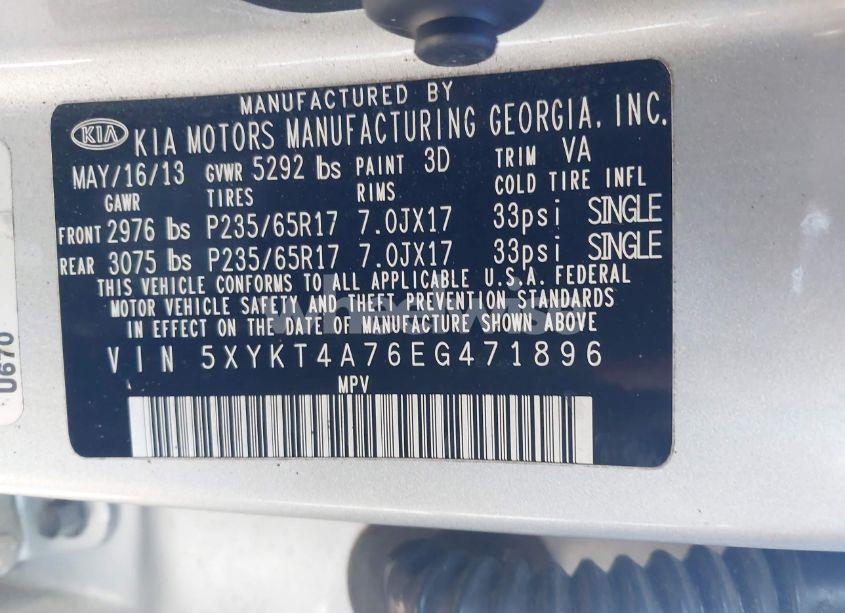 MANUFACTURED BY
KIA KIA MOTORS MANUFACTURING GEORGIA, INC.
MAY/16/13 GVWR 5292 lbs PAINT 3D TRIM VA
GAWR TIRES RIMS COLD TIRE INFL
FRONT 2976 lbs P235/65R17 7.0JX17 33psi SINGLE
REAR 3075 lbs P235/65R17 7.0JX17 33psi SINGLE
THIS VEHICLE CONFORMS TO ALL APPLICABLE U.S.A. FEDERAL
MOTOR VEHICLE SAFETY AND THEFT PREVENTION STANDARDS
IN EFFECT ON THE DATE OF MANUFACTURE SHOWN ABOVE
VIN 5XYKT4A76EG471896
MPV
U670